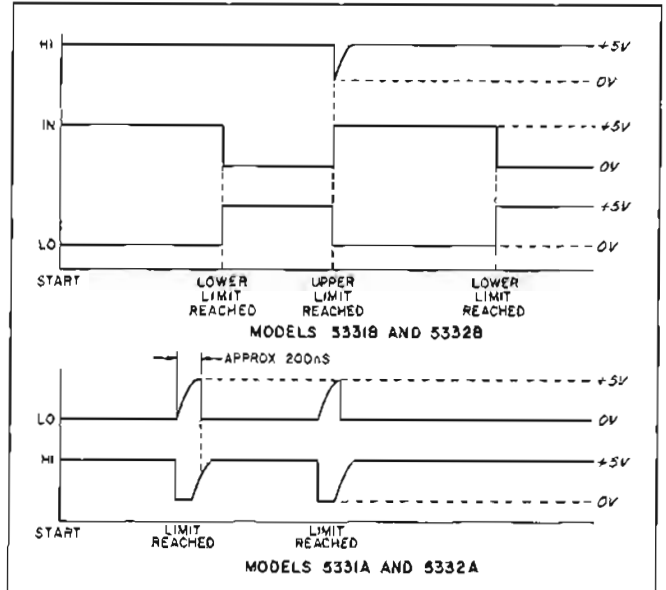 HI
+5V
0V
IN
+5V
0V
+5V
LO
0V
START
LOWER LIMIT REACHED
UPPER LIMIT REACHED
LOWER LIMIT REACHED
MODELS 5331B AND 5332B
APPROX 200nS
+5V
LO
0V
HI
+5V
0V
START
LIMIT REACHED
LIMIT REACHED
MODELS 5331A AND 5332A